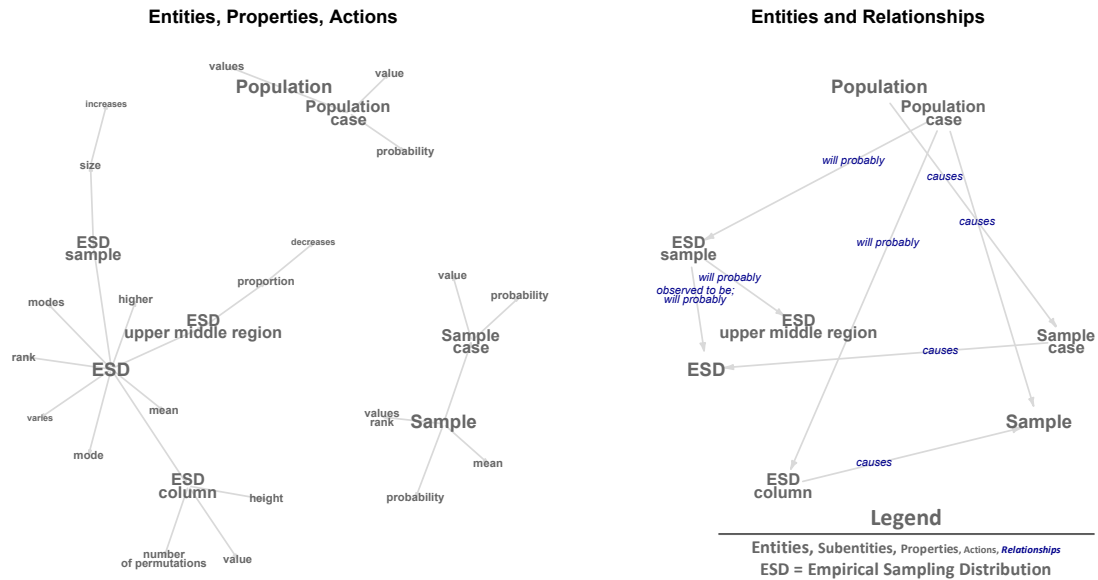 Entities, Properties, Actions
values
value
Population
Population
case
increases
probability
size
ESD
sample
decreases
proportion
modes
higher
ESD
upper middle region
rank
ESD
varies
mean
mode
ESD
column
height
number
of permutations
value
value
probability
Sample
case
values
rank
Sample
mean
probability
Entities and Relationships
Population
Population
case
will probably
causes
causes
ESD
sample
will probably
will probably
observed to be;
will probably
ESD
upper middle region
Sample
case
causes
ESD
Sample
causes
ESD
column
Legend
Entities, Subentities, Properties, Actions, Relationships
ESD = Empirical Sampling Distribution